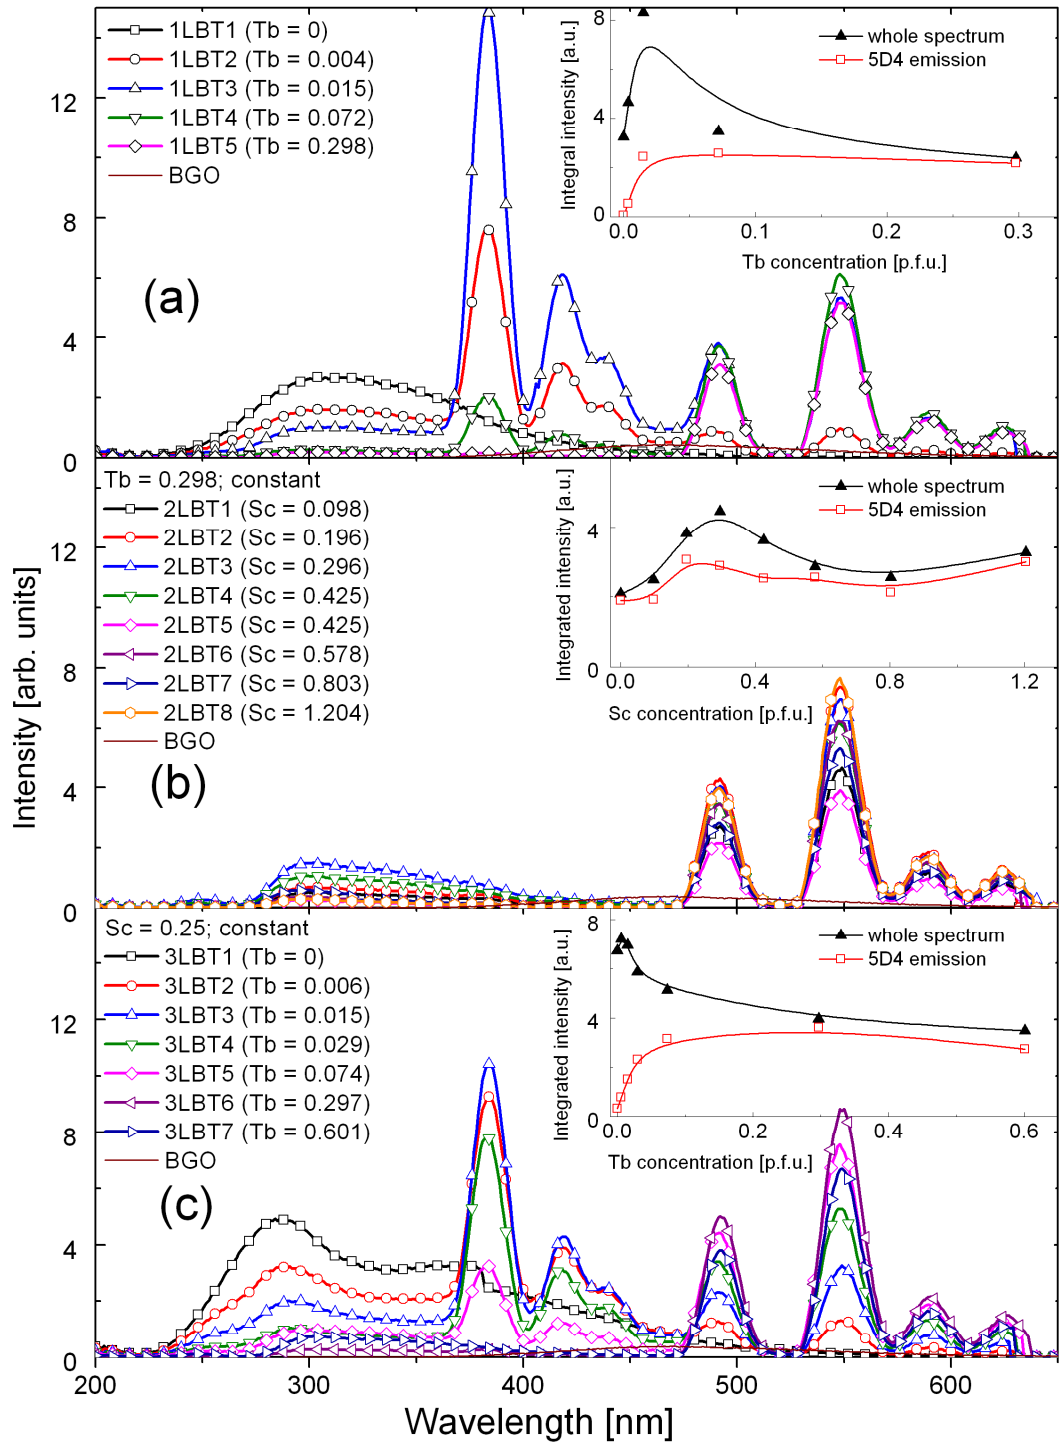 1LBT1 (Tb = 0)
1LBT2 (Tb = 0.004)
1LBT3 (Tb = 0.015)
1LBT4 (Tb = 0.072)
1LBT5 (Tb = 0.298)
BGO
(a)
12
8
4
0
Integral intensity [a.u.]
8
4
0
whole spectrum
5D4 emission
0.0 0.1 0.2 0.3
Tb concentration [p.f.u.]
Intensity [arb. units]
Tb = 0.298; constant
2LBT1 (Sc = 0.098)
2LBT2 (Sc = 0.196)
2LBT3 (Sc = 0.296)
2LBT4 (Sc = 0.425)
2LBT5 (Sc = 0.425)
2LBT6 (Sc = 0.578)
2LBT7 (Sc = 0.803)
2LBT8 (Sc = 1.204)
BGO
(b)
12
8
4
0
Integrated intensity [a.u.]
4
0
whole spectrum
5D4 emission
0.0 0.4 0.8 1.2
Sc concentration [p.f.u.]
Sc = 0.25; constant
3LBT1 (Tb = 0)
3LBT2 (Tb = 0.006)
3LBT3 (Tb = 0.015)
3LBT4 (Tb = 0.029)
3LBT5 (Tb = 0.074)
3LBT6 (Tb = 0.297)
3LBT7 (Tb = 0.601)
BGO
(c)
12
8
4
0
Integrated intensity [a.u.]
8
4
0
whole spectrum
5D4 emission
0.0 0.2 0.4 0.6
Tb concentration [p.f.u.]
200 300 400 500 600
Wavelength [nm]